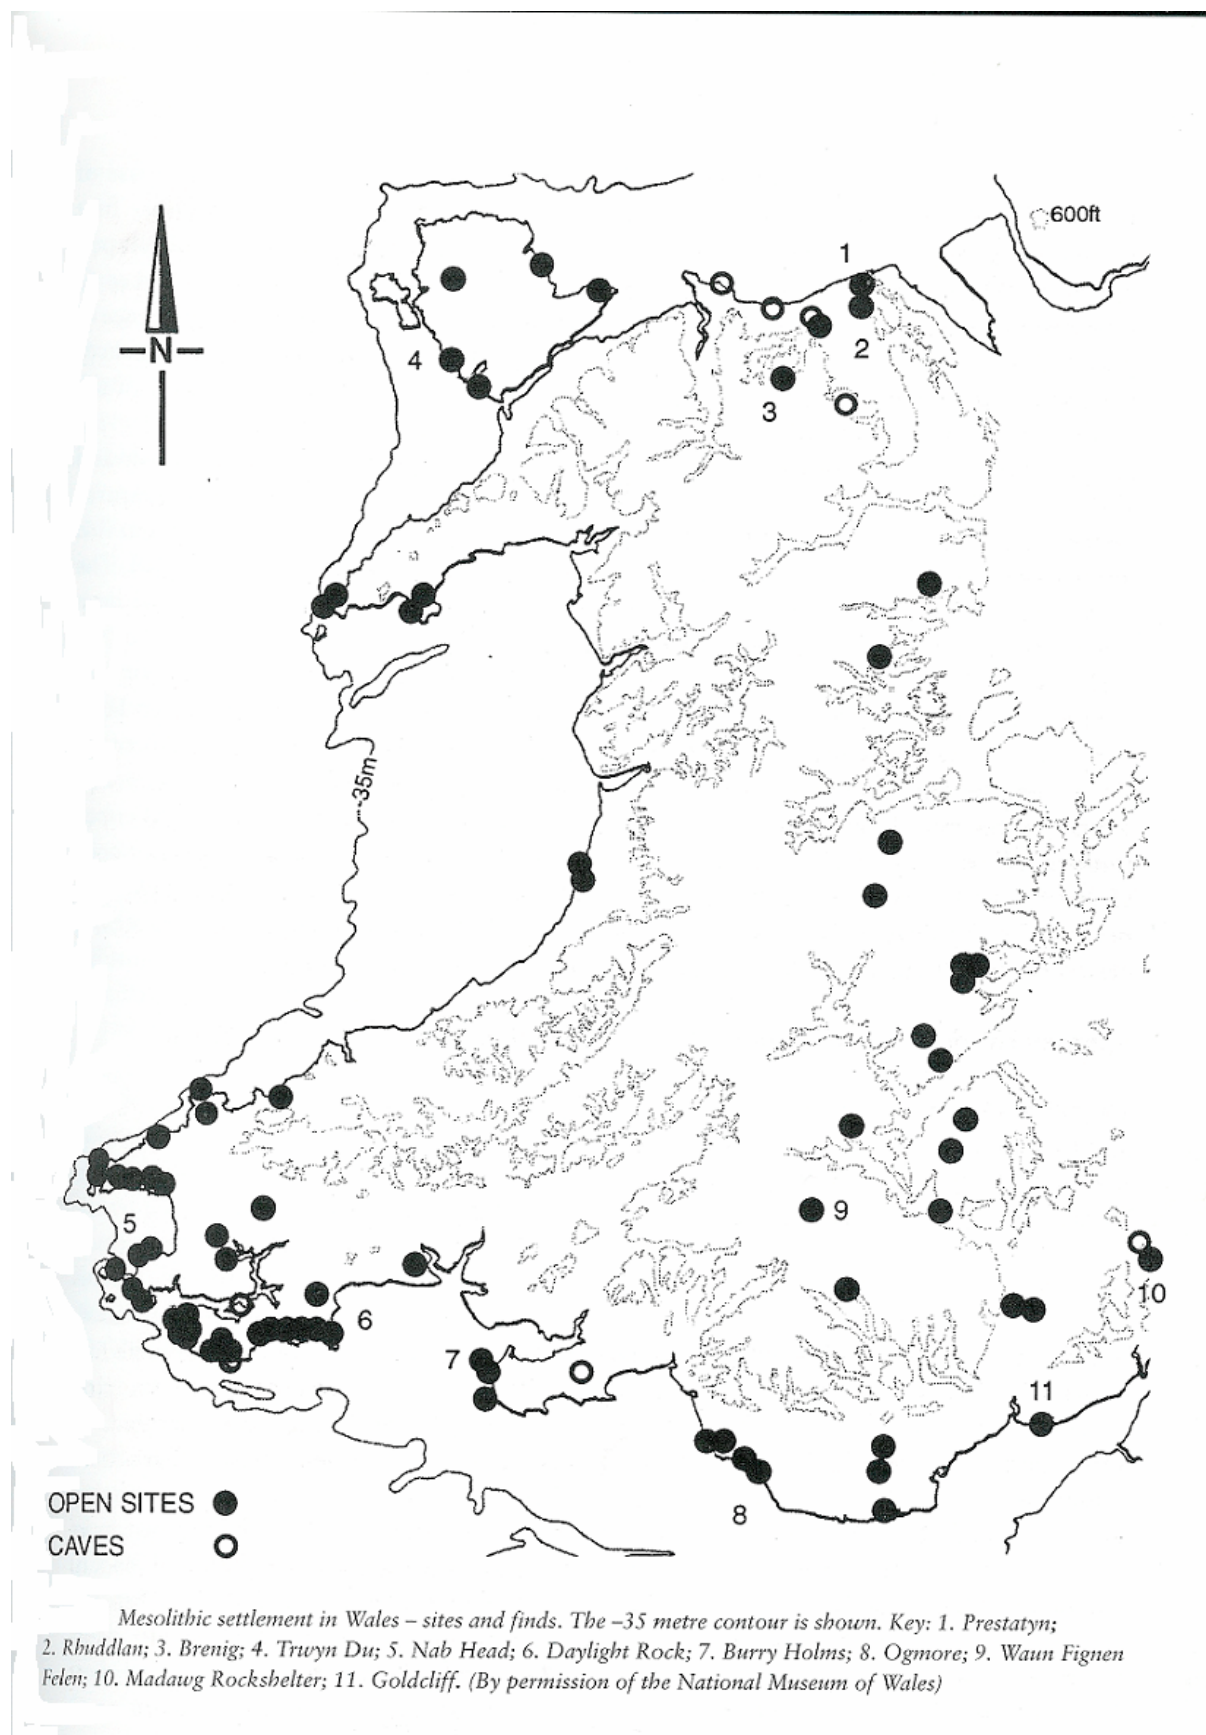 1
600ft
4
2
3
N
-35m-
5
9
10
6
7
11
8
OPEN SITES
CAVES
Mesolithic settlement in Wales – sites and finds. The –35 metre contour is shown. Key: 1. Prestatyn;
2. Rhuddlan; 3. Brenig; 4. Trwyn Du; 5. Nab Head; 6. Daylight Rock; 7. Burry Holms; 8. Ogmore; 9. Waun Fignen
Felen; 10. Madawg Rockshelter; 11. Goldcliff. (By permission of the National Museum of Wales)